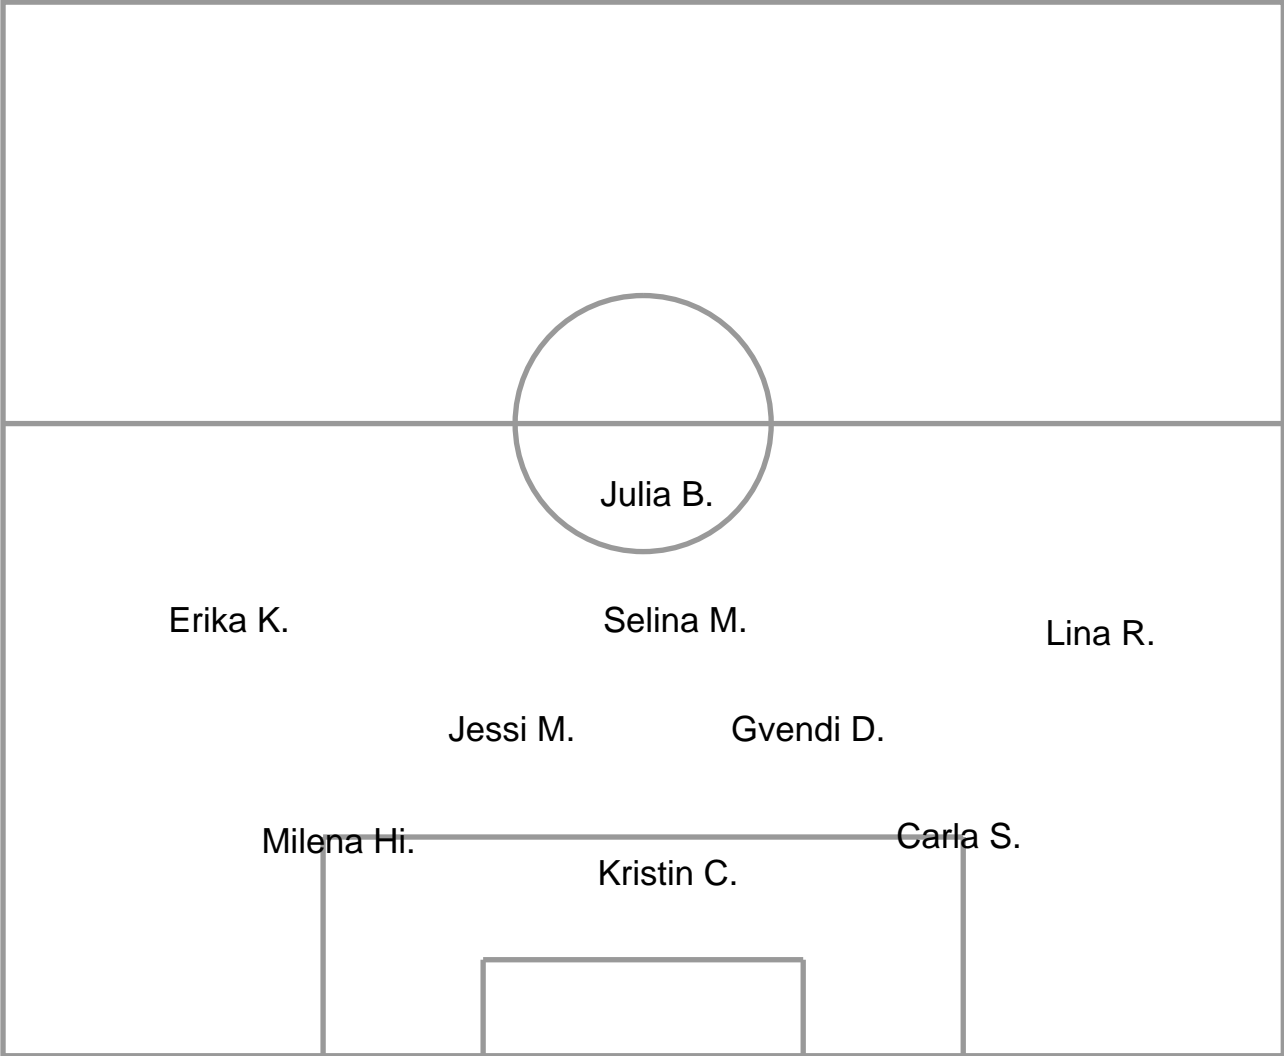 Julia B.
Erika K.
Selina M.
Lina R.
Jessi M.
Gvendi D.
Milena Hi.
Carla S.
Kristin C.